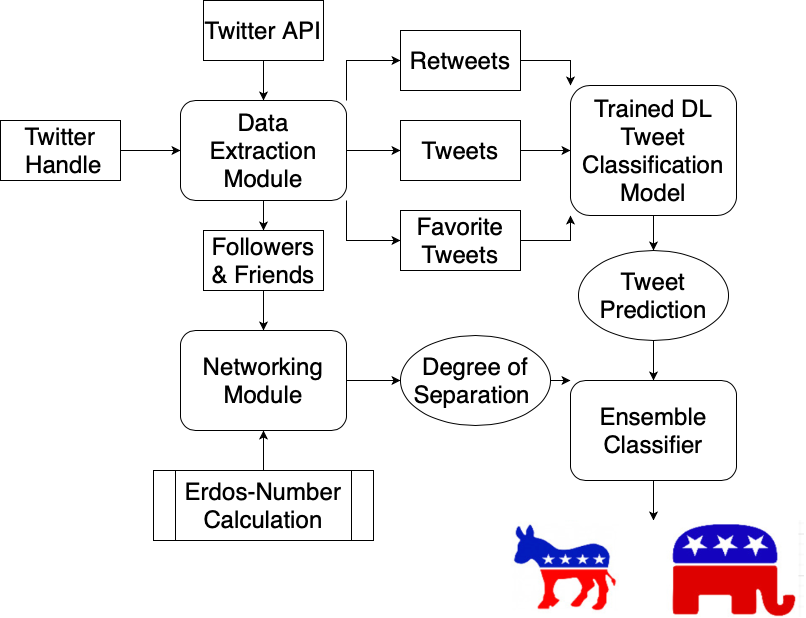 Twitter API
Twitter
Handle
Data
Extraction
Module
Retweets
Tweets
Favorite
Tweets
Trained DL
Tweet
Classification
Model
Followers
& Friends
Tweet
Prediction
Networking
Module
Degree of
Separation
Ensemble
Classifier
Erdos-Number
Calculation